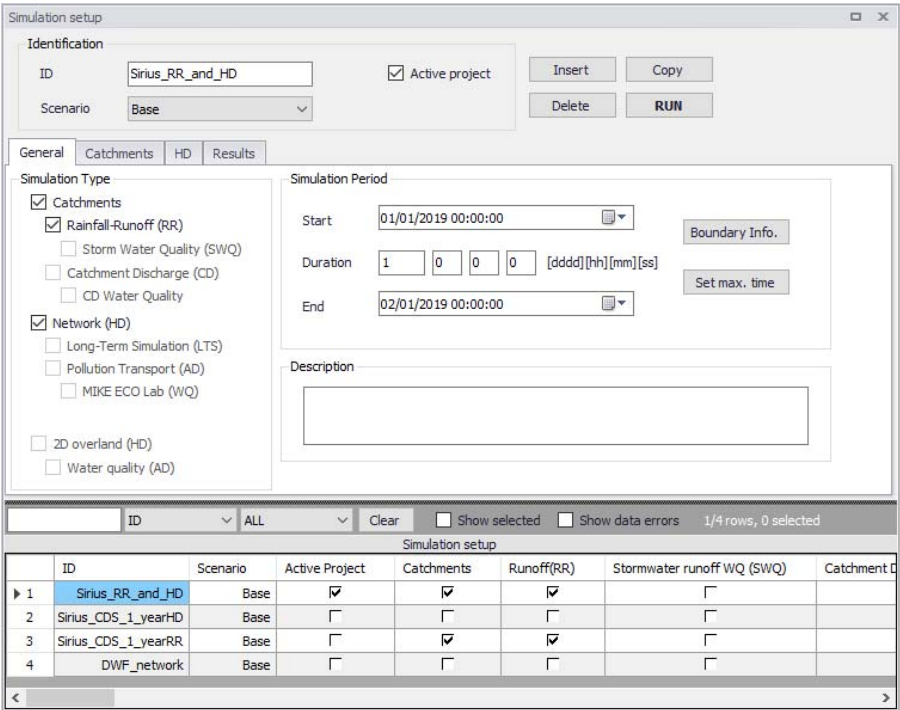 Simulation setup
Identification
ID Sirius_RR_and_HD Active project Insert Copy
Scenario Base Delete RUN
General Catchments HD Results
Simulation Type Simulation Period
Catchments
Rainfall-Runoff (RR) Start 01/01/2019 00:00:00
Storm Water Quality (SWQ) Boundary Info.
Catchment Discharge (CD) Duration 1 0 0 0 [dddd][hh][mm][ss]
CD Water Quality Set max. time
End 02/01/2019 00:00:00
Network (HD)
Long-Term Simulation (LTS)
Pollution Transport (AD) Description
MIKE ECO Lab (WQ)
2D overland (HD)
Water quality (AD)
ID ALL Clear Show selected Show data errors 1/4 rows, 0 selected
Simulation setup
ID Scenario Active Project Catchments Runoff(RR) Stormwater runoff WQ (SWQ) Catchment D
1 Sirius_RR_and_HD Base
2 Sirius_CDS_1_yearHD Base
3 Sirius_CDS_1_yearRR Base
4 DWF_network Base